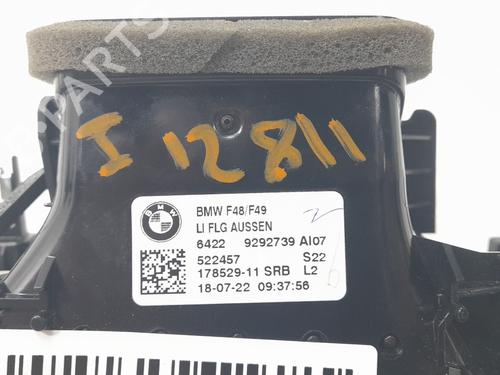 I 12811
BMW
BMW F48/F49
LI FLG AUSSEN
6422 9292739 AI07
522457 S22
178529-11 SRB L2
18-07-22 09:37:56